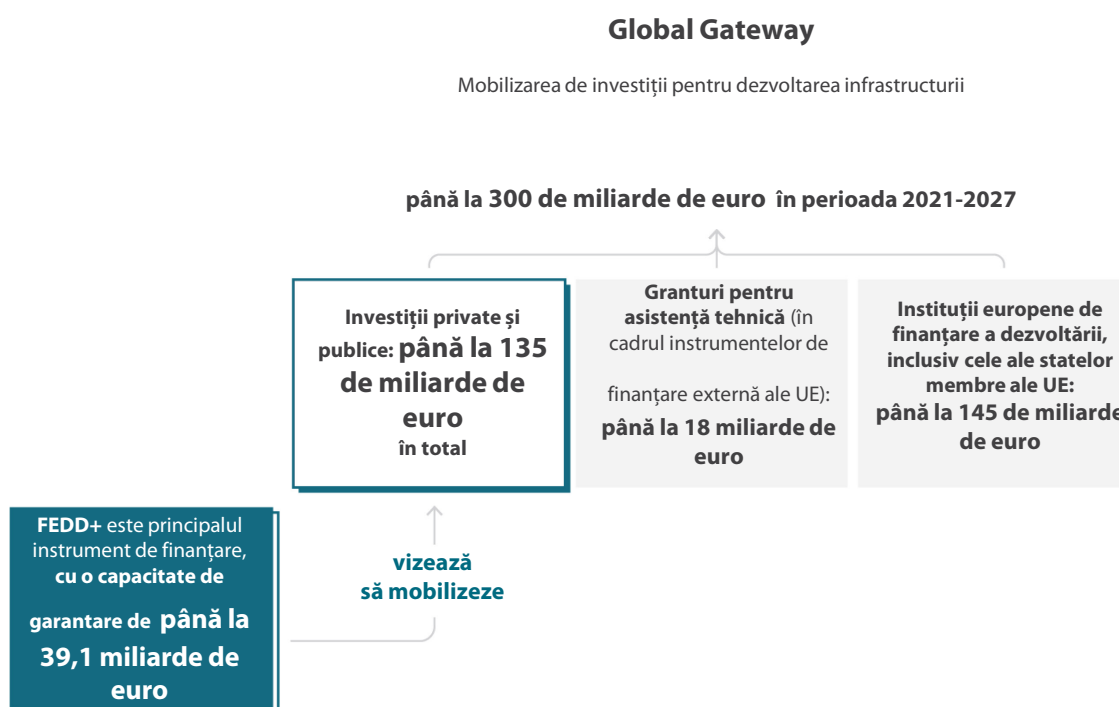 Global Gateway
Mobilizarea de investiții pentru dezvoltarea infrastructurii
până la 300 de miliarde de euro în perioada 2021-2027
Investiții private și
publice: până la 135
de miliarde de
euro
în total
Granturi pentru
asistență tehnică (în
cadrul instrumentelor de
finanțare externă ale UE):
până la 18 miliarde de
euro
Instituții europene de
finanțare a dezvoltării,
inclusiv cele ale statelor
membre ale UE:
până la 145 de miliarde
de euro
FEDD+ este principalul
instrument de finanțare,
cu o capacitate de
garantare de până la
39,1 miliarde de
euro
vizează
să mobilizeze